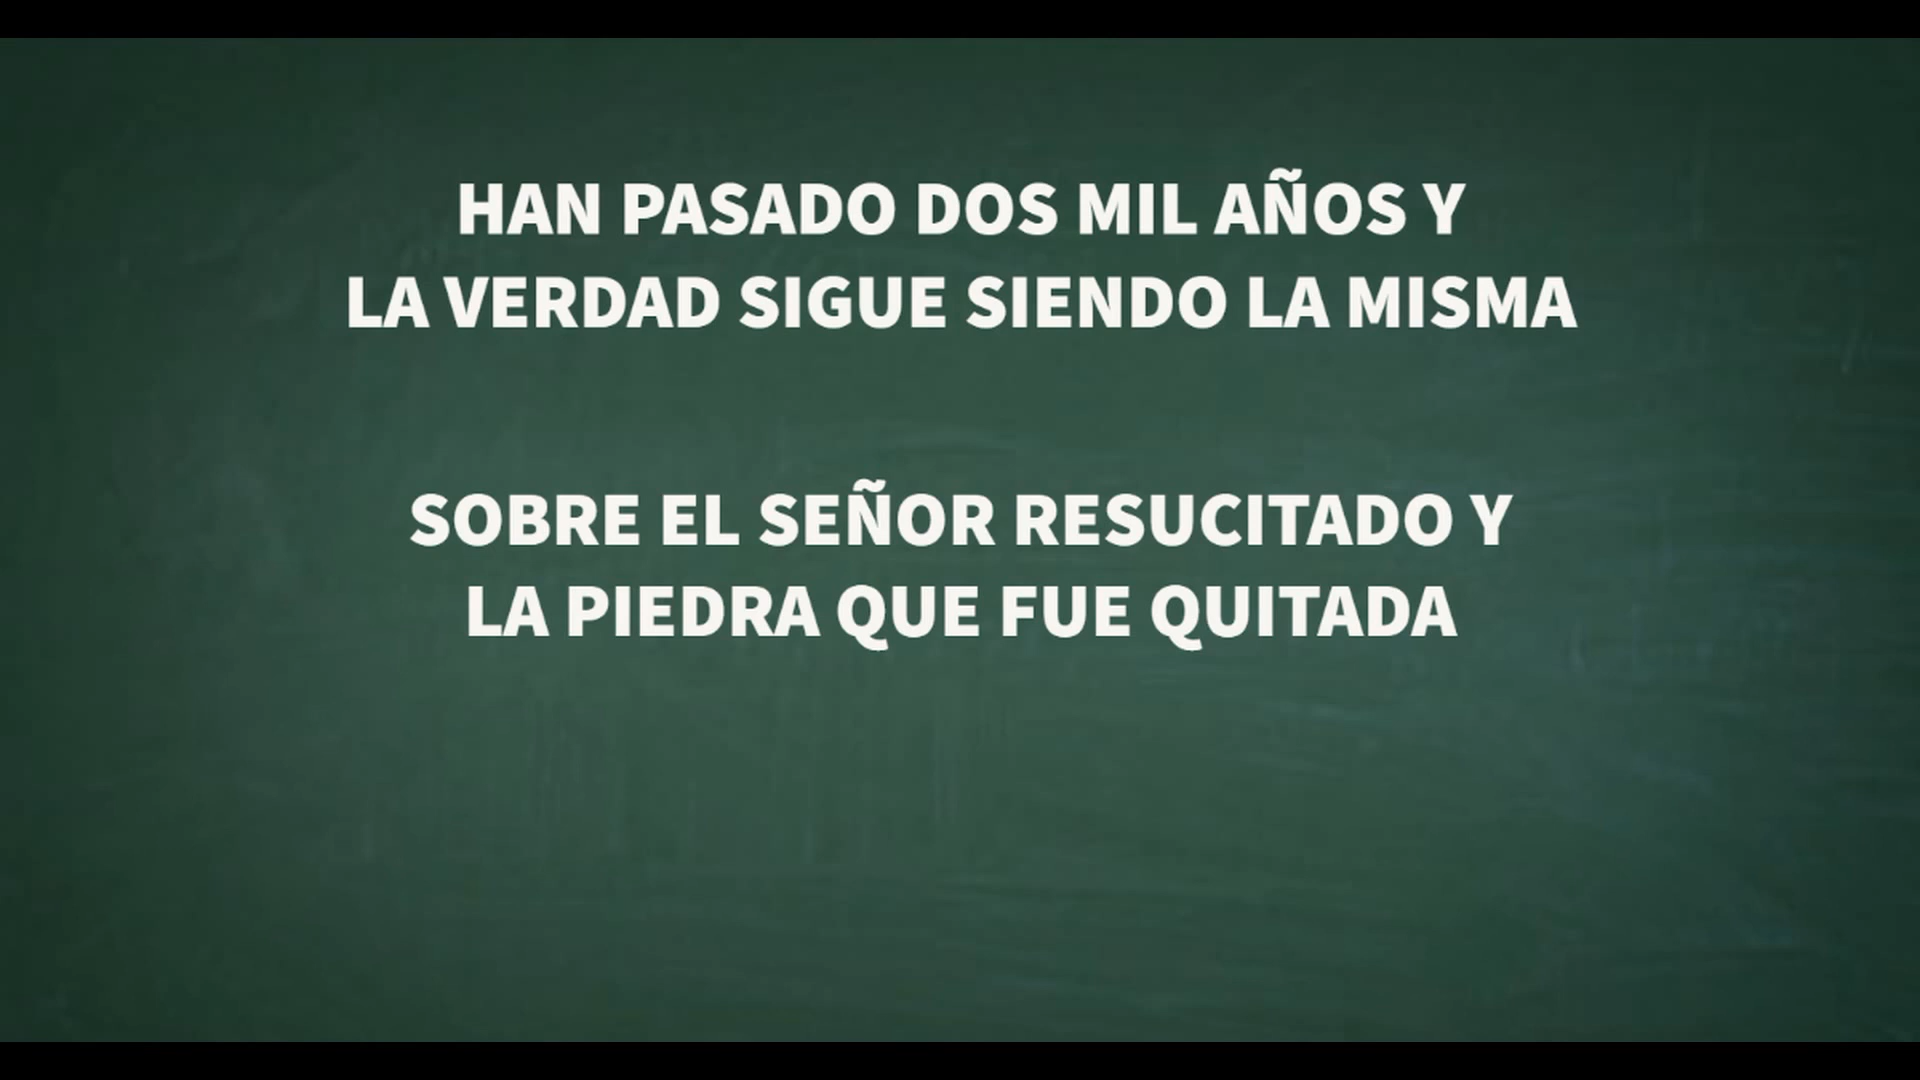 HAN PASADO DOS MIL AÑOS Y
LA VERDAD SIGUE SIENDO LA MISMA
SOBRE EL SEÑOR RESUCITADO Y
LA PIEDRA QUE FUE QUITADA